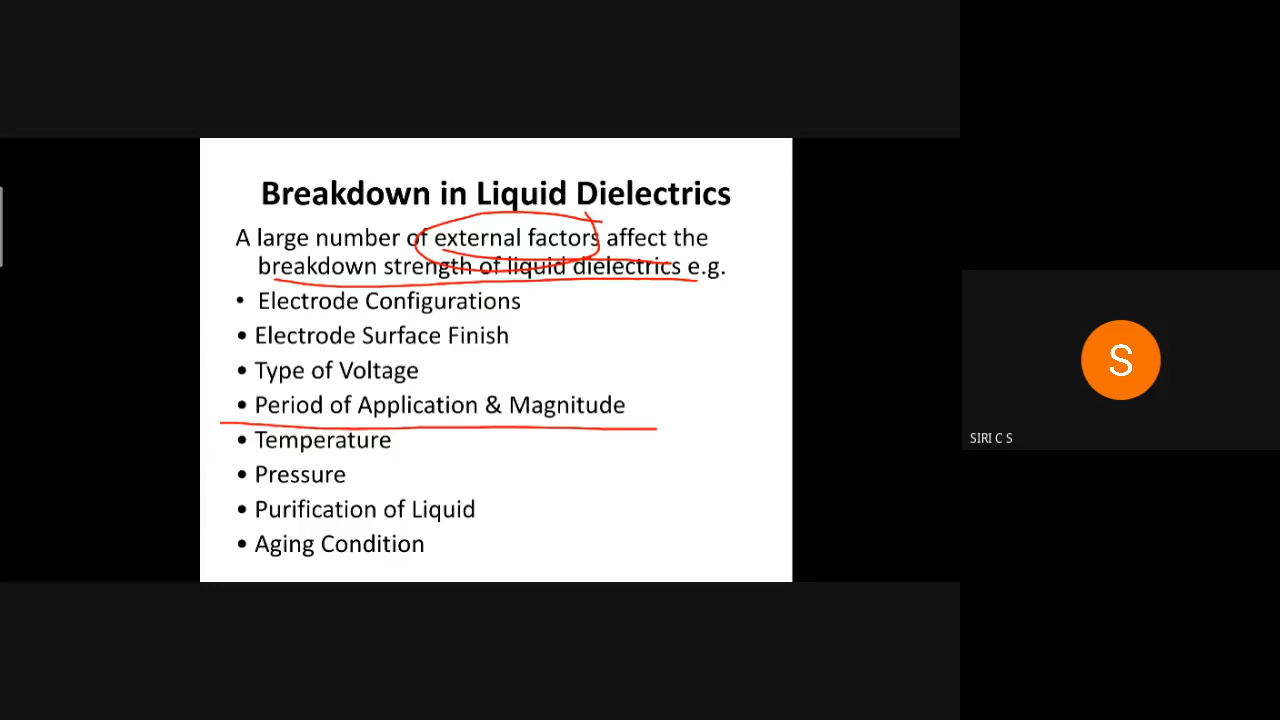 Breakdown in Liquid Dielectrics
A large number of external factors affect the
breakdown strength of liquid dielectrics e.g.
• Electrode Configurations
• Electrode Surface Finish
• Type of Voltage
• Period of Application & Magnitude
• Temperature
• Pressure
• Purification of Liquid
• Aging Condition
S
SIRI C S